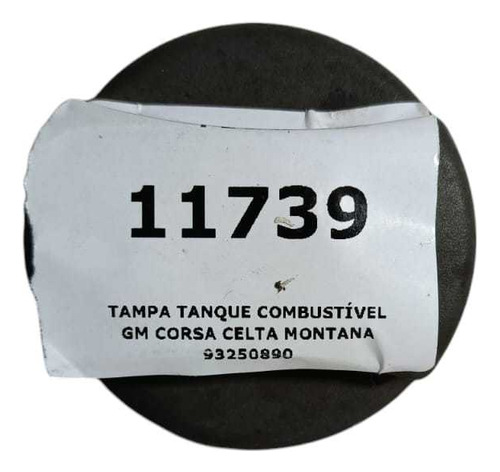 11739
TAMPA TANQUE COMBUSTÍVEL
GM CORSA CELTA MONTANA
93250890